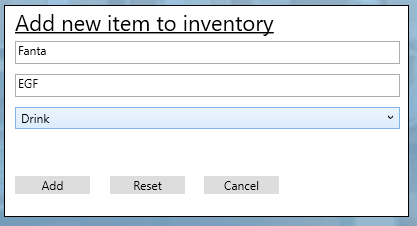 Add new item to inventory
Fanta
EGF
Drink
Add Reset Cancel